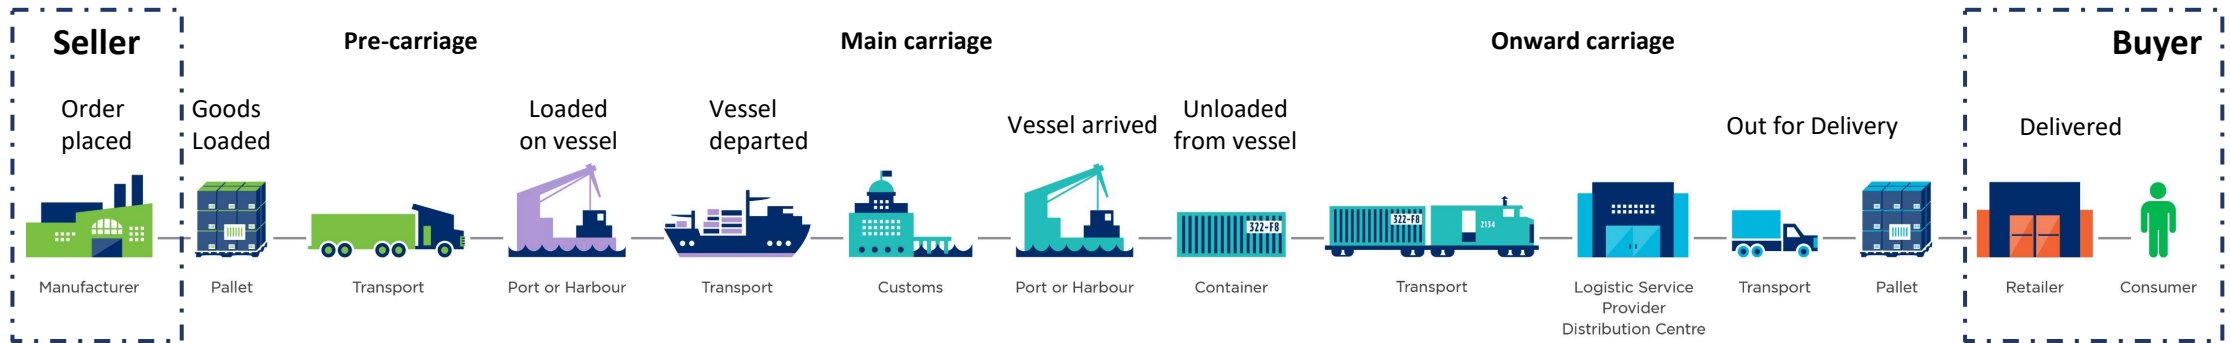 Seller
Pre-carriage
Main carriage
Onward carriage
Buyer
Order
placed
Goods
Loaded
Loaded
on vessel
Vessel
departed
Vessel arrived
Unloaded
from vessel
Out for Delivery
Delivered
322-F8
322-F8
2134
Manufacturer
Pallet
Transport
Port or Harbour
Transport
Customs
Port or Harbour
Container
Transport
Logistic Service
Provider
Distribution Centre
Transport
Pallet
Retailer
Consumer